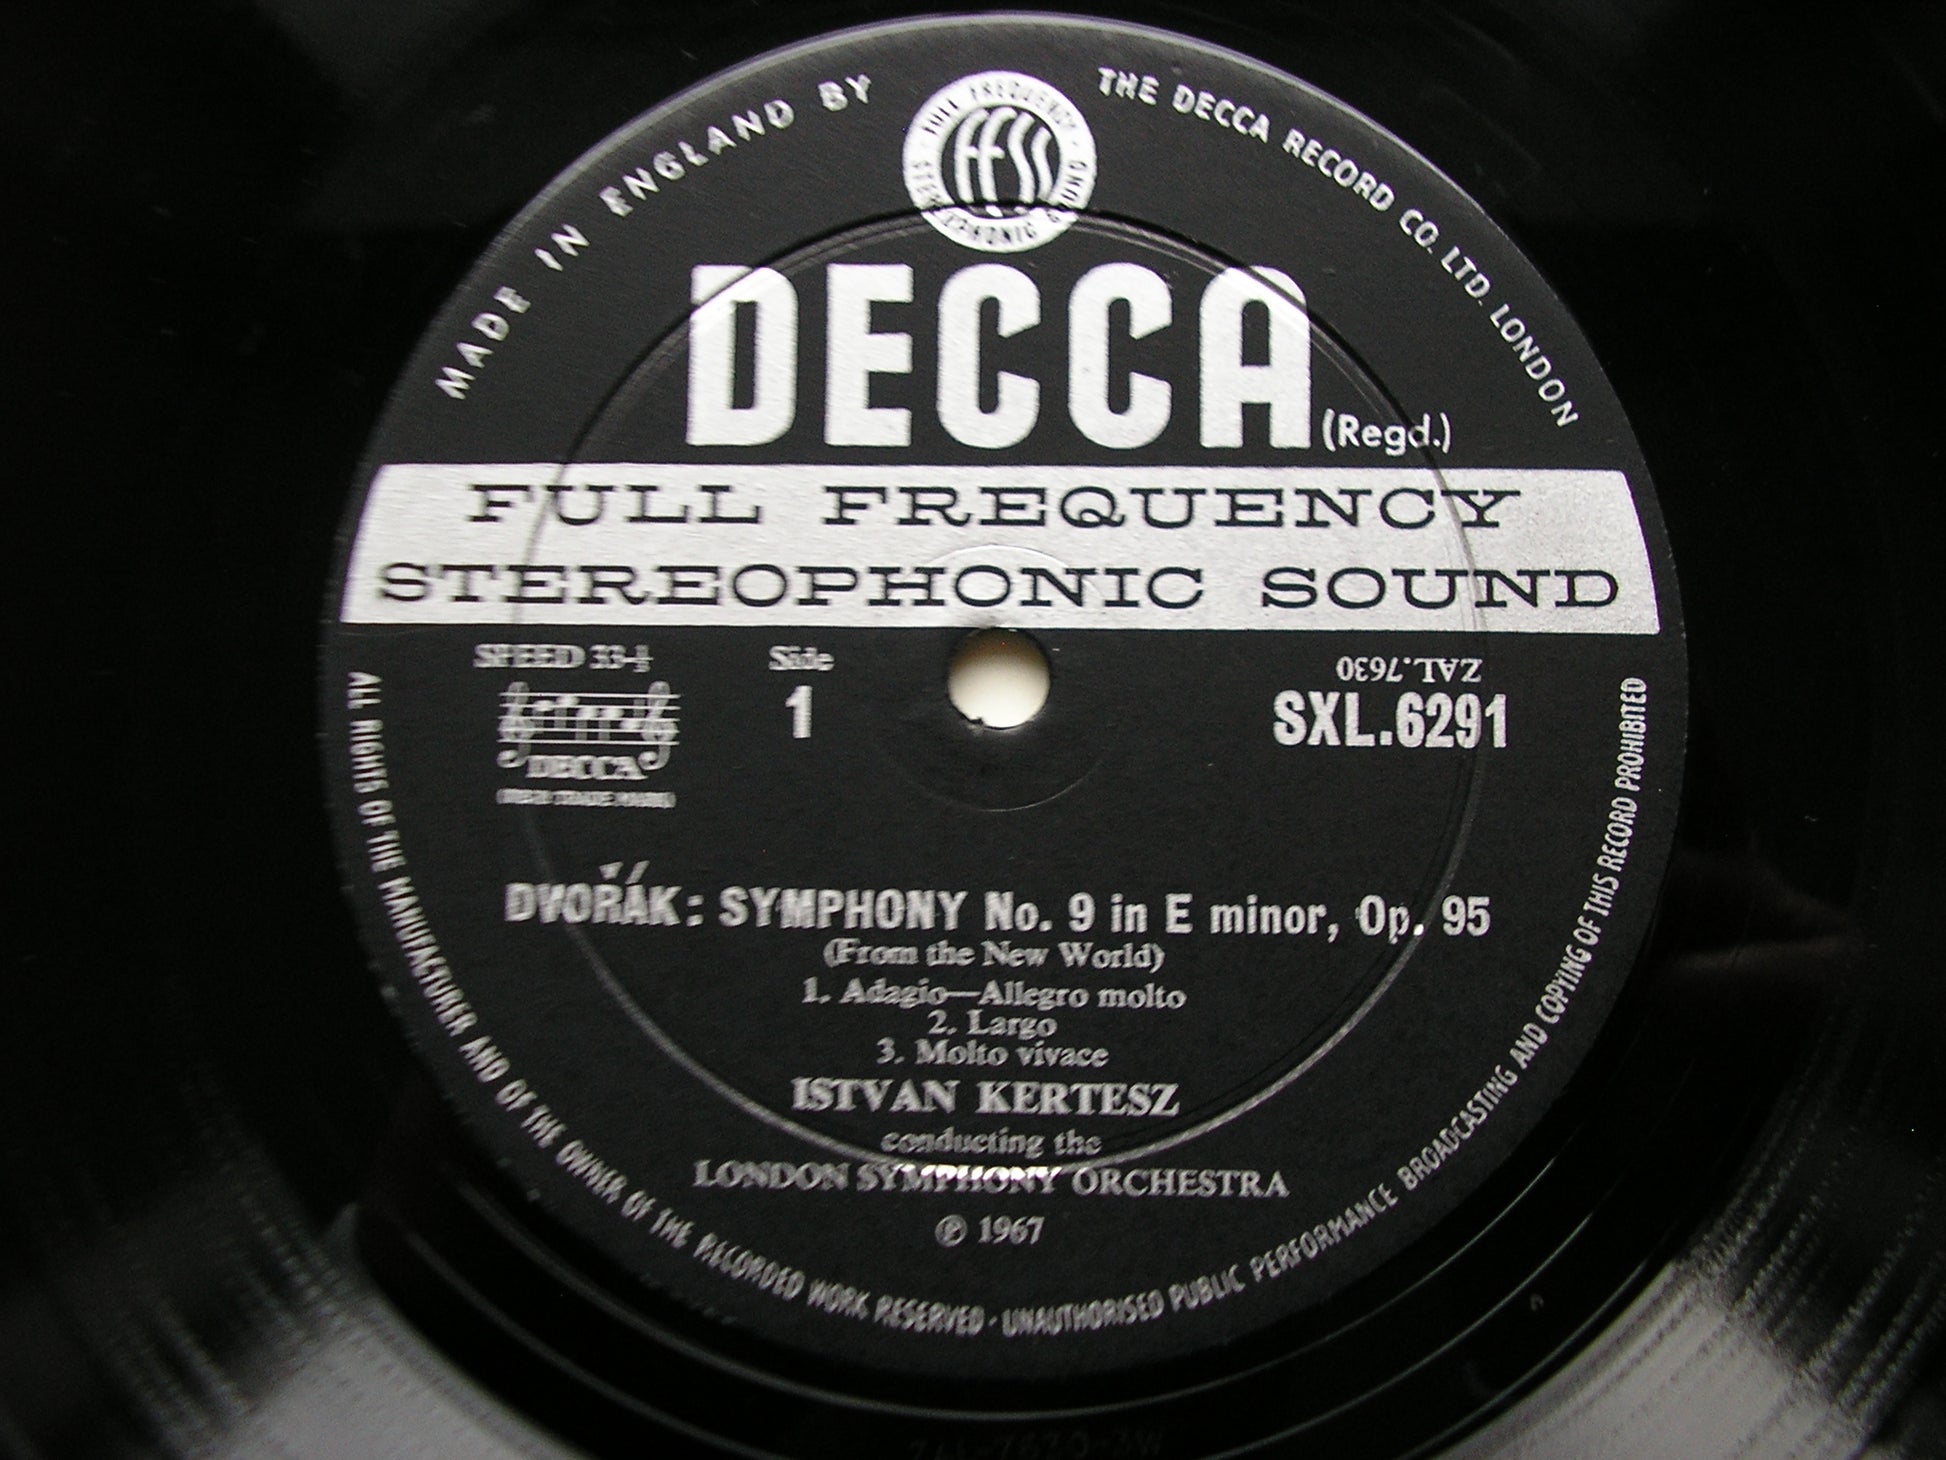 MADE IN ENGLAND BY
THE DECCA RECORD CO. LTD. LONDON
FULL FREQUENCY STEREOPHONIC SOUND
FFSS
DECCA (Regd.)
FULL FREQUENCY
STEREOPHONIC SOUND
SPEED 33-⅓
Side
1
ZAL.7630
SXL.6291
DECCA
DVOŘÁK: SYMPHONY No. 9 in E minor, Op. 95
(From the New World)
1. Adagio—Allegro molto
2. Largo
3. Molto vivace
ISTVAN KERTESZ
conducting the
LONDON SYMPHONY ORCHESTRA
℗ 1967
ALL RIGHTS OF THE MANUFACTURER AND OF THE OWNER OF THE RECORDED WORK RESERVED · UNAUTHORISED PUBLIC PERFORMANCE BROADCASTING AND COPYING OF THIS RECORD PROHIBITED